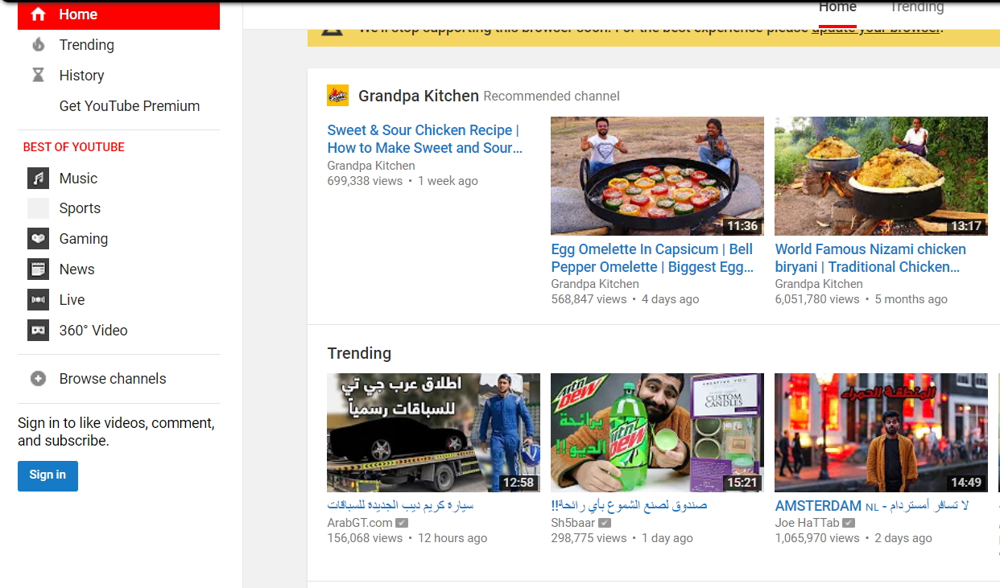 Home
Trending
History
Get YouTube Premium
BEST OF YOUTUBE
Music
Sports
Gaming
News
Live
360° Video
Browse channels
Sign in to like videos, comment,
and subscribe.
Sign in
Home Trending
We'll stop supporting this browser soon. For the best experience please update your browser.
Grandpa Kitchen Recommended channel
Sweet & Sour Chicken Recipe |
How to Make Sweet and Sour...
Grandpa Kitchen
699,338 views • 1 week ago
11:36
Egg Omelette In Capsicum | Bell
Pepper Omelette | Biggest Egg...
Grandpa Kitchen
568,847 views • 4 days ago
13:17
World Famous Nizami chicken
biryani | Traditional Chicken...
Grandpa Kitchen
6,051,780 views • 5 months ago
Trending
اطلاق عرب جي تي
للسباقات رسمياً
12:58
سيارة كريم ديب الجديدة للسباقات
ArabGT.com
156,068 views • 12 hours ago
mtn
DEW
برائحة
الديو!!
mtn
DEW
CREATIVE YOU
CUSTOM
CANDLES
15:21
صندوق لصنع الشموع بأي رائحة!!
Sh5baar
298,775 views • 1 day ago
المنطقة الحمراء
14:49
AMSTERDAM NL - لا تسافر أمستردام
Joe HaTTab
1,065,970 views • 2 days ago